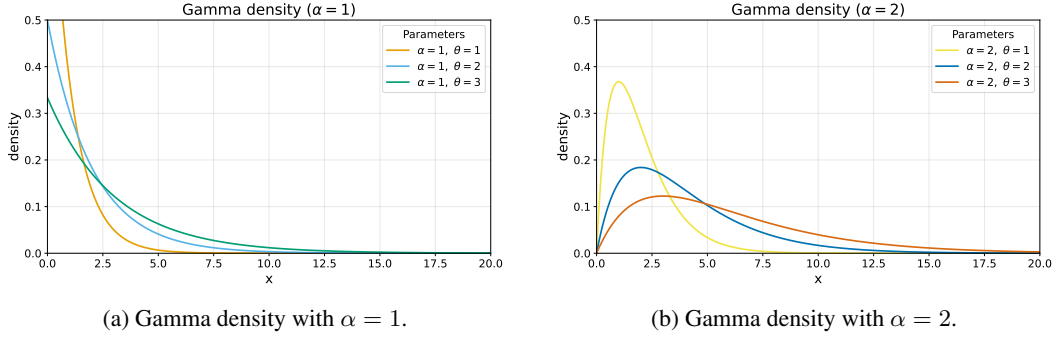 Gamma density (α = 1)
density
0.5
0.4
0.3
0.2
0.1
0.0
0.0 2.5 5.0 7.5 10.0 12.5 15.0 17.5 20.0
x
Parameters
α = 1, θ = 1
α = 1, θ = 2
α = 1, θ = 3
(a) Gamma density with α = 1.
Gamma density (α = 2)
density
0.5
0.4
0.3
0.2
0.1
0.0
0.0 2.5 5.0 7.5 10.0 12.5 15.0 17.5 20.0
x
Parameters
α = 2, θ = 1
α = 2, θ = 2
α = 2, θ = 3
(b) Gamma density with α = 2.